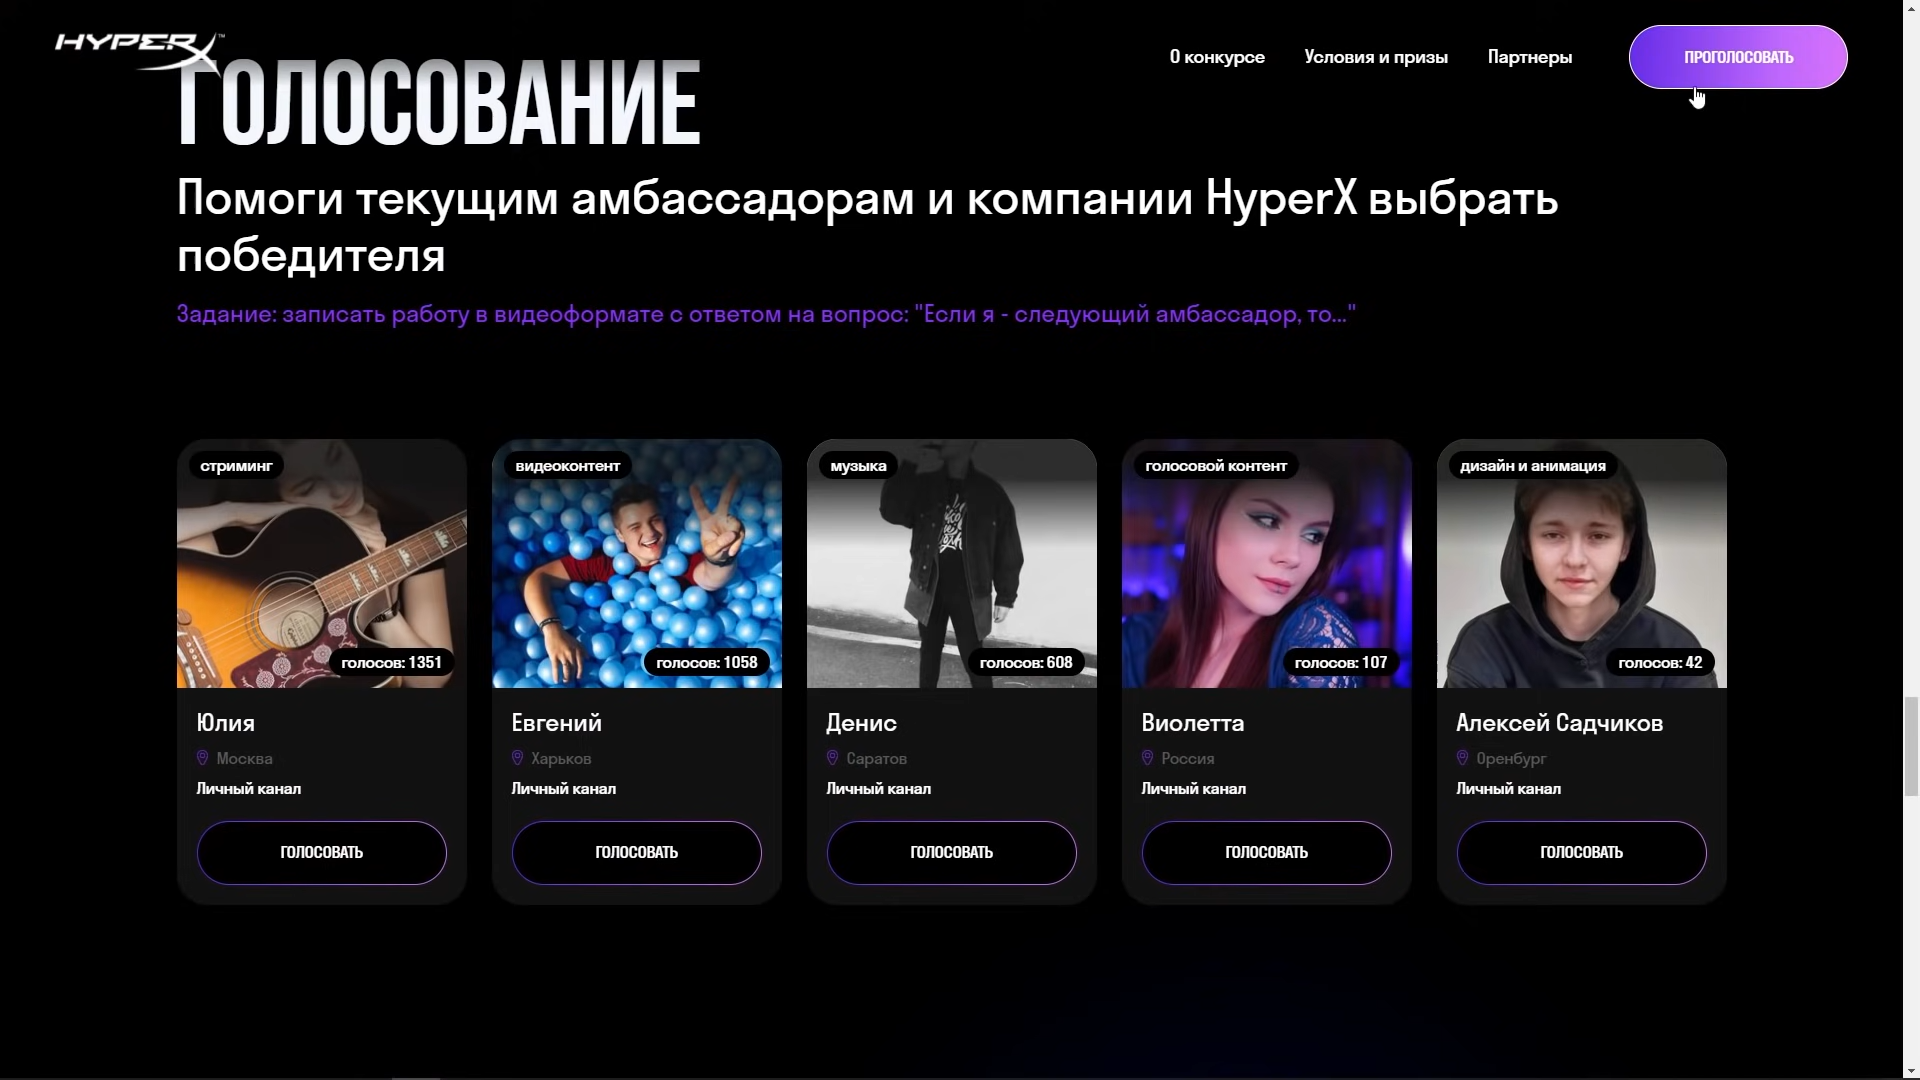 HYPERX™
О конкурсе
Условия и призы
Партнеры
ПРОГОЛОСОВАТЬ
ГОЛОСОВАНИЕ
Помоги текущим амбассадорам и компании HyperX выбрать
победителя
Задание: записать работу в видеоформате с ответом на вопрос: "Если я - следующий амбассадор, то..."
стриминг
голосов: 1351
Юлия
Москва
Личный канал
ГОЛОСОВАТЬ
видеоконтент
голосов: 1058
Евгений
Харьков
Личный канал
ГОЛОСОВАТЬ
музыка
голосов: 608
Денис
Саратов
Личный канал
ГОЛОСОВАТЬ
голосовой контент
голосов: 107
Виолетта
Россия
Личный канал
ГОЛОСОВАТЬ
дизайн и анимация
голосов: 42
Алексей Садчиков
Оренбург
Личный канал
ГОЛОСОВАТЬ